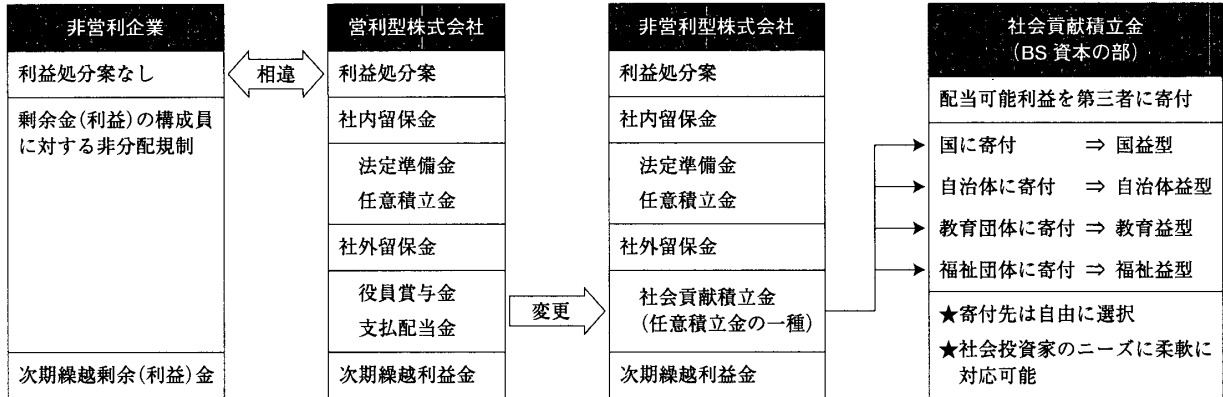 非営利企業
利益処分案なし
剰余金(利益)の構成員
に対する非分配規制
次期繰越剰余(利益)金
相違
営利型株式会社
利益処分案
社内留保金
法定準備金
任意積立金
社外留保金
役員賞与金
支払配当金
次期繰越利益金
変更
非営利型株式会社
利益処分案
社内留保金
法定準備金
任意積立金
社外留保金
社会貢献積立金
(任意積立金の一種)
次期繰越利益金
社会貢献積立金
(BS 資本の部)
配当可能利益を第三者に寄付
国に寄付 ⇒ 国益型
自治体に寄付 ⇒ 自治体益型
教育団体に寄付 ⇒ 教育益型
福祉団体に寄付 ⇒ 福祉益型
★寄付先は自由に選択
★社会投資家のニーズに柔軟に
対応可能